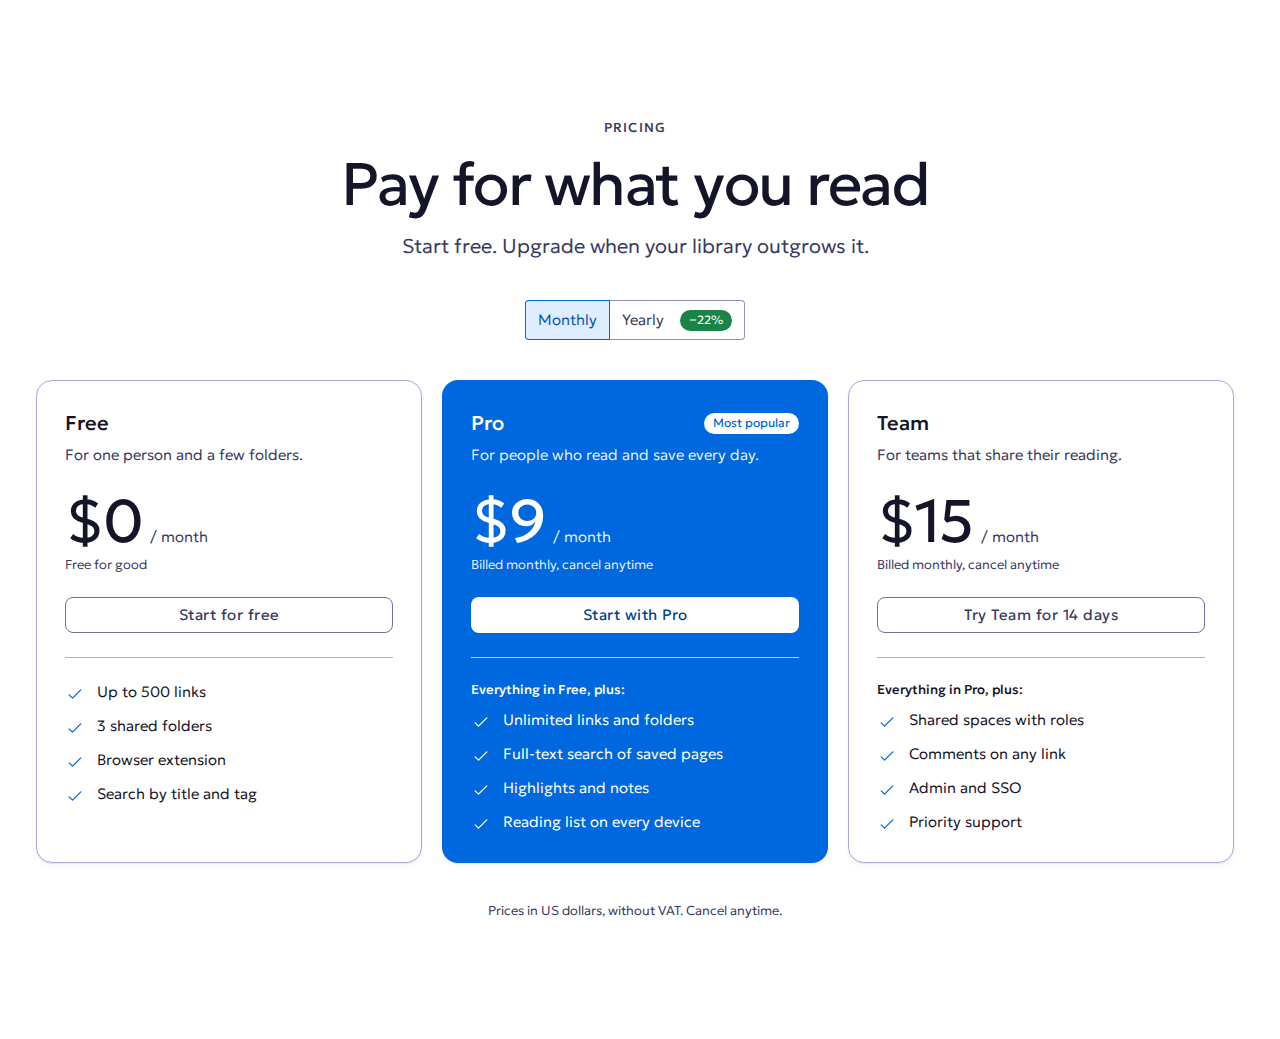 PRICING
Pay for what you read
Start free. Upgrade when your library outgrows it.
Monthly
Yearly
−22%
Free
For one person and a few folders.
$0 / month
Free for good
Start for free
Up to 500 links
3 shared folders
Browser extension
Search by title and tag
Pro
Most popular
For people who read and save every day.
$9 / month
Billed monthly, cancel anytime
Start with Pro
Everything in Free, plus:
Unlimited links and folders
Full-text search of saved pages
Highlights and notes
Reading list on every device
Team
For teams that share their reading.
$15 / month
Billed monthly, cancel anytime
Try Team for 14 days
Everything in Pro, plus:
Shared spaces with roles
Comments on any link
Admin and SSO
Priority support
Prices in US dollars, without VAT. Cancel anytime.